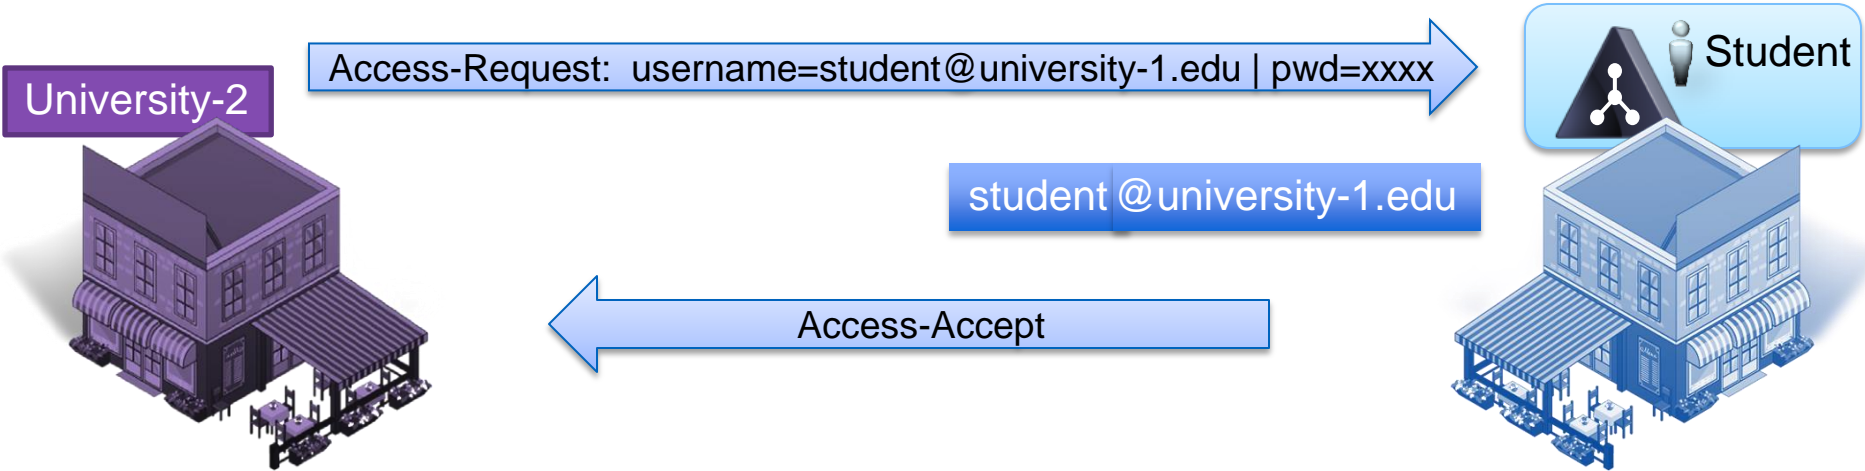 Access-Request:  username=student@university-1.edu | pwd=xxxx
Student
University-2
student @university-1.edu
Access-Accept